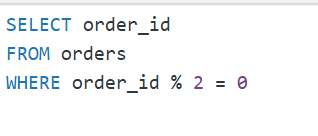 SELECT order_id
FROM orders
WHERE order_id % 2 = 0